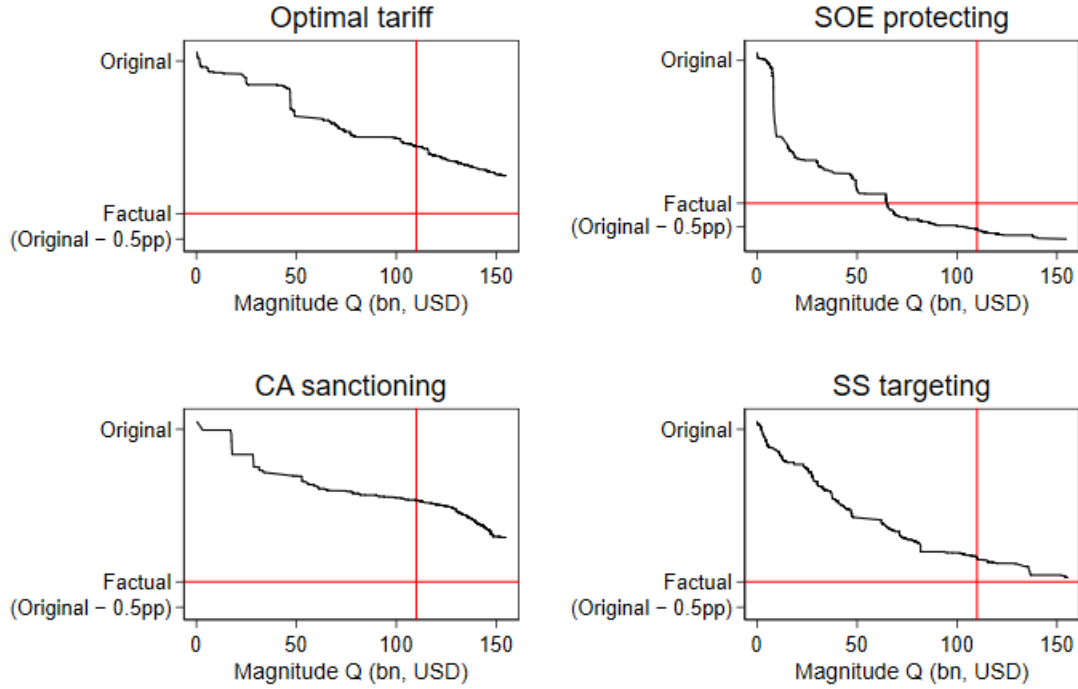 Optimal tariff
Original
Factual
(Original − 0.5pp)
0 50 100 150
Magnitude Q (bn, USD)
SOE protecting
Original
Factual
(Original − 0.5pp)
0 50 100 150
Magnitude Q (bn, USD)
CA sanctioning
Original
Factual
(Original − 0.5pp)
0 50 100 150
Magnitude Q (bn, USD)
SS targeting
Original
Factual
(Original − 0.5pp)
0 50 100 150
Magnitude Q (bn, USD)